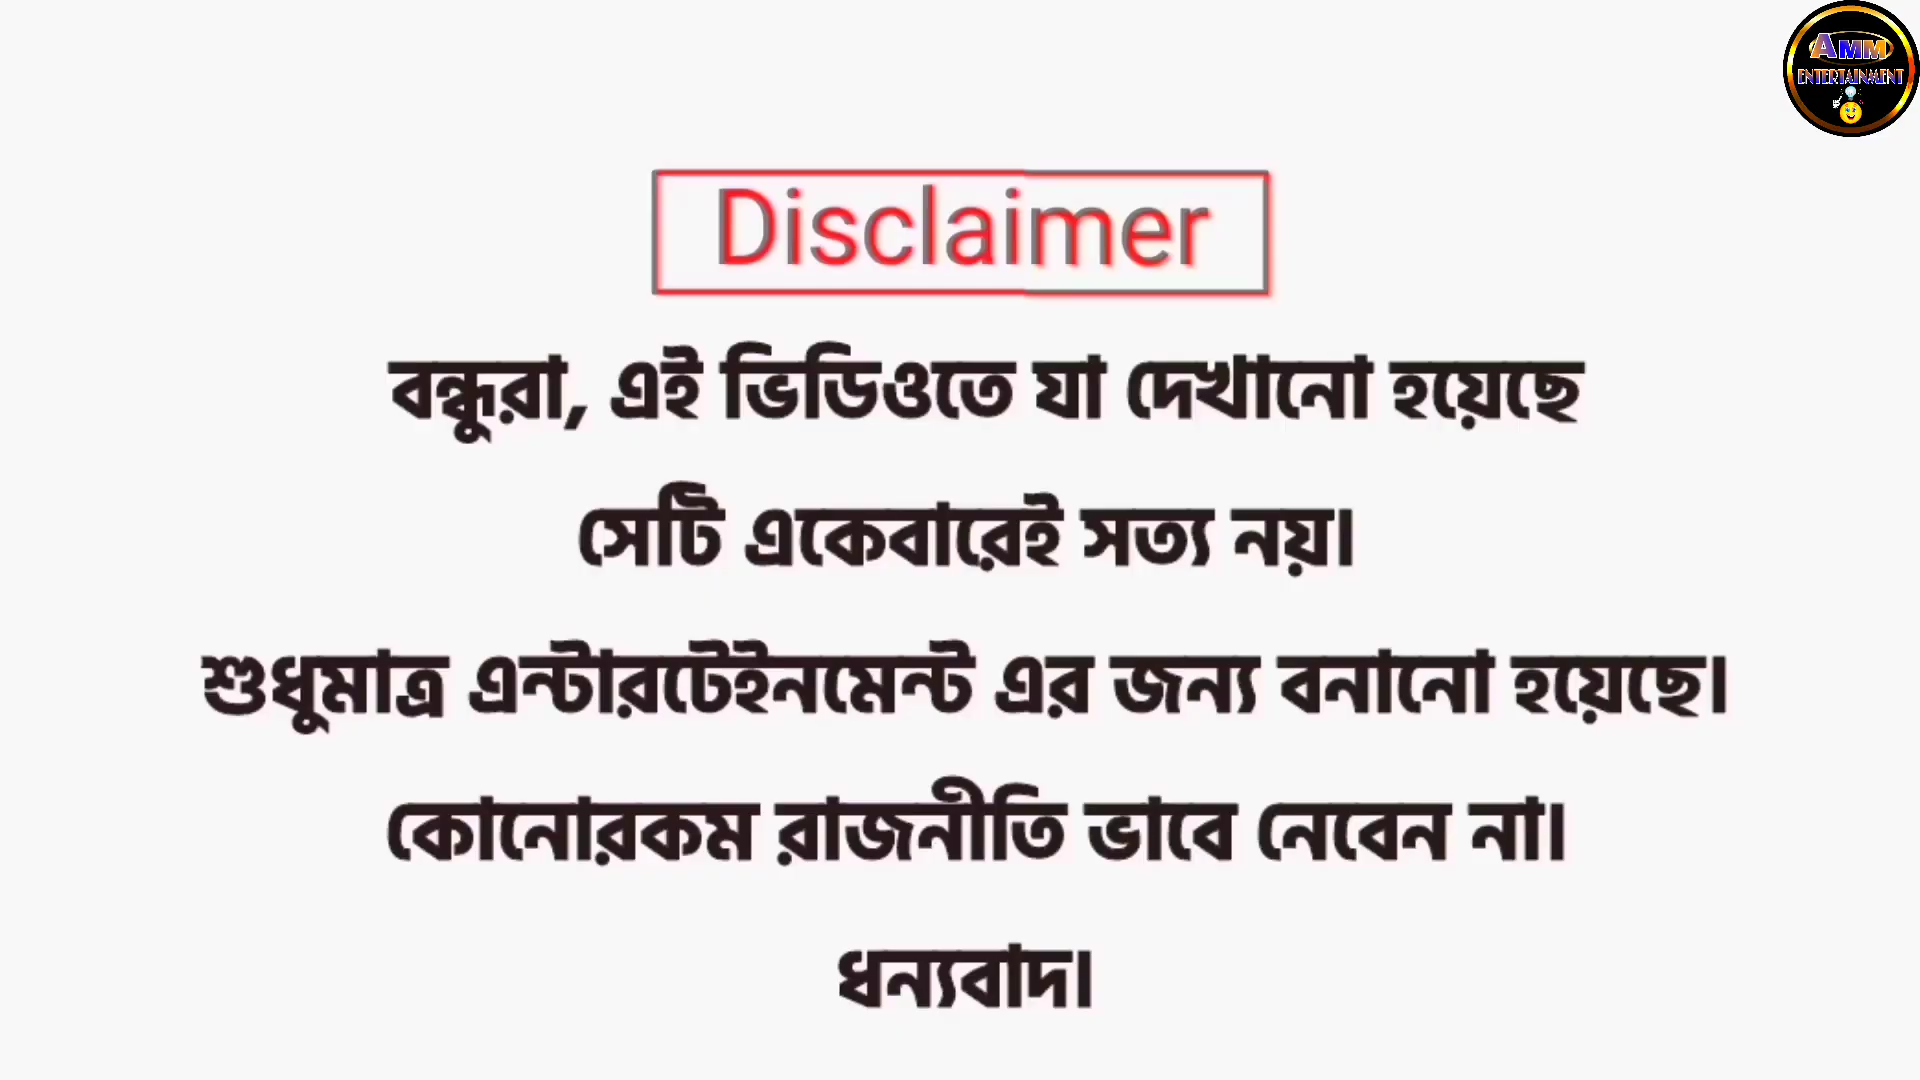 AMM
ENTERTAINMENT
Disclaimer
বন্ধুরা, এই ভিডিওতে যা দেখানো হয়েছে
সেটি একেবারেই সত্য নয়।
শুধুমাত্র এন্টারটেইনমেন্ট এর জন্য বনানো হয়েছে।
কোনোরকম রাজনীতি ভাবে নেবেন না।
ধন্যবাদ।